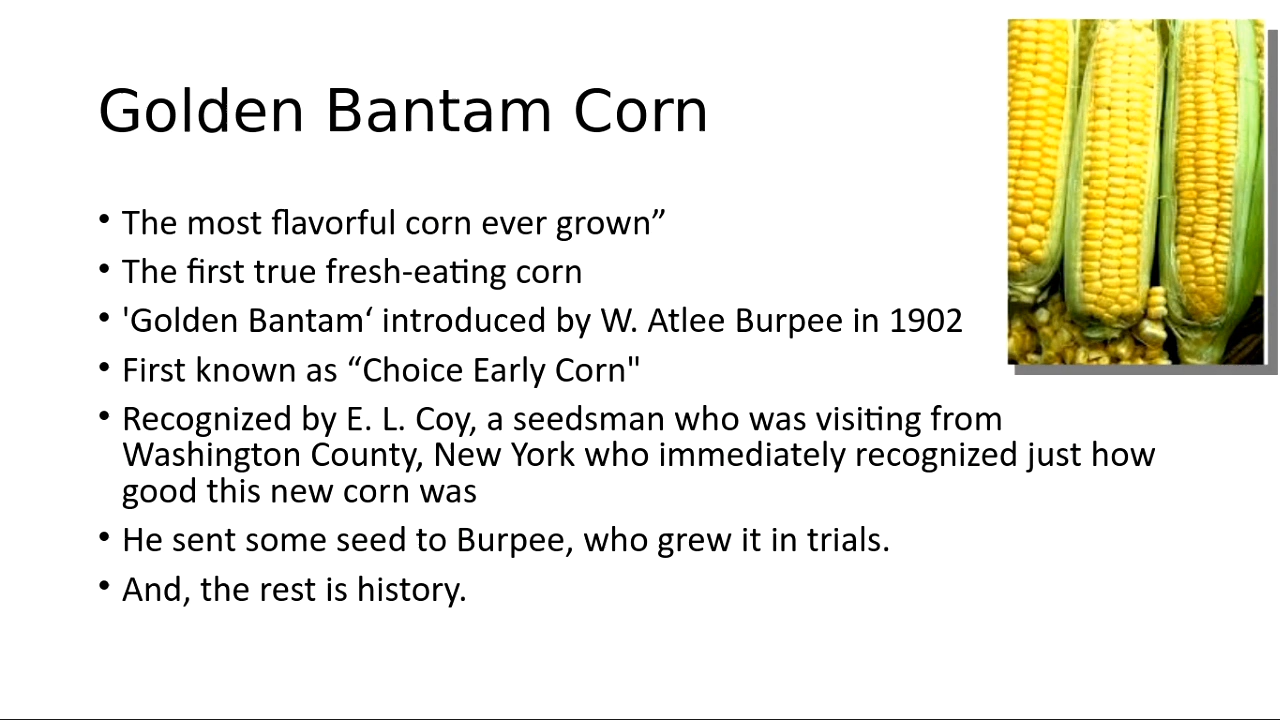 Golden Bantam Corn
• The most flavorful corn ever grown”
• The first true fresh-eating corn
• 'Golden Bantam‘ introduced by W. Atlee Burpee in 1902
• First known as “Choice Early Corn"
• Recognized by E. L. Coy, a seedsman who was visiting from
Washington County, New York who immediately recognized just how
good this new corn was
• He sent some seed to Burpee, who grew it in trials.
• And, the rest is history.